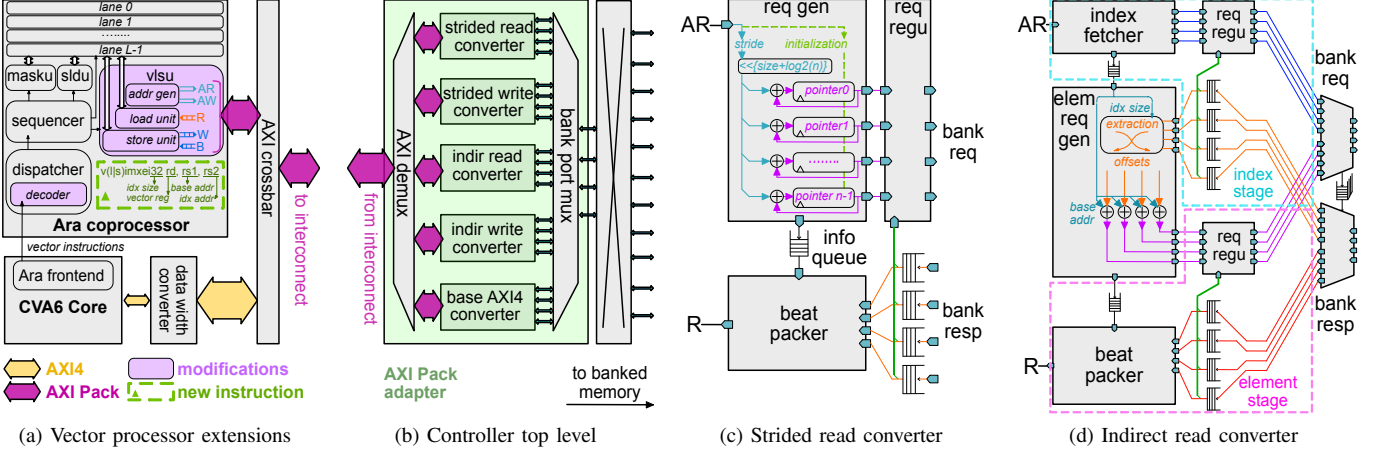 lane 0
lane 1
........
lane L-1
masku
sldu
vlsu
addr gen
AR
AW
load unit
R
store unit
W
B
sequencer
dispatcher
decoder
v(l|s)imxei32 rd, rs1, rs2
idx size
base addr
vector reg
idx addr
Ara coprocessor
vector instructions
Ara frontend
CVA6 Core
data width
converter
AXI crossbar
to interconnect
AXI4
modifications
AXI Pack
new instruction
(a) Vector processor extensions
from interconnect
AXI demux
strided read
converter
strided write
converter
indir read
converter
indir write
converter
base AXI4
converter
bank port mux
AXI Pack
adapter
to banked
memory
(b) Controller top level
AR
req gen
req
regu
stride
initialization
<<{size+log2(n)}
pointer0
pointer1
........
pointer n-1
bank
req
info
queue
R
beat
packer
bank
resp
(c) Strided read converter
AR
index
fetcher
req
regu
bank
req
elem
req
gen
idx size
extraction
offsets
base
addr
index
stage
req
regu
bank
resp
R
beat
packer
element
stage
(d) Indirect read converter